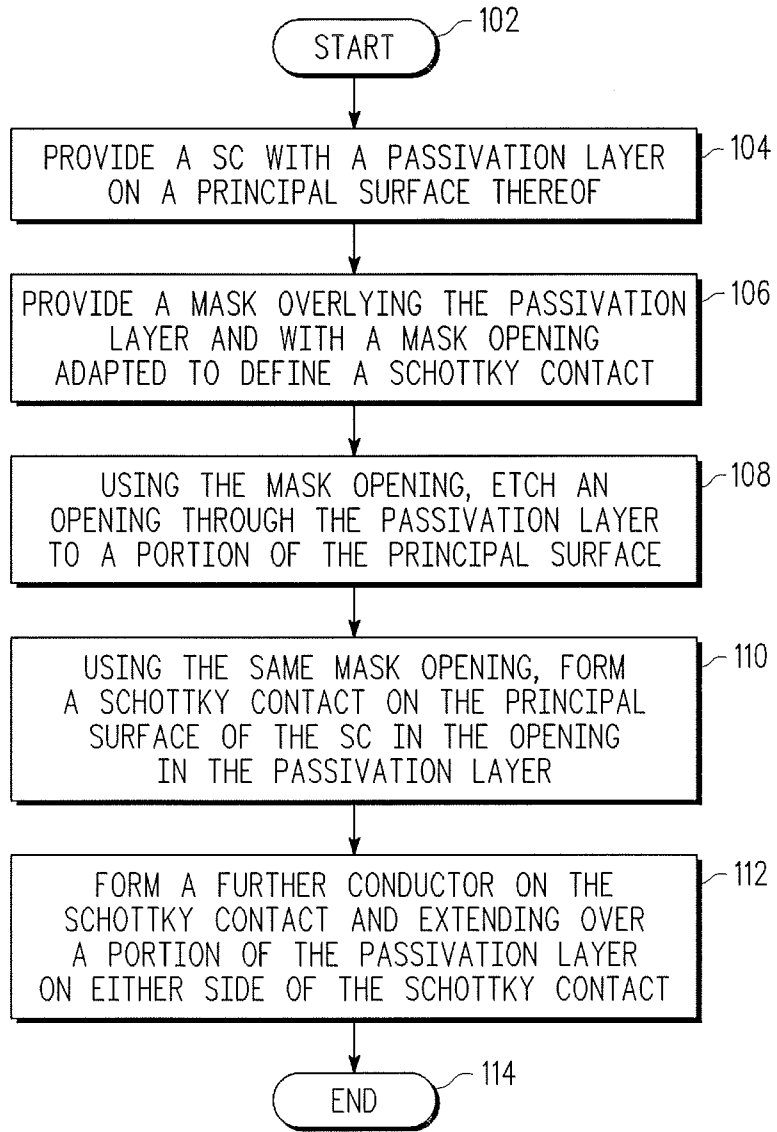 START
102
PROVIDE A SC WITH A PASSIVATION LAYER
ON A PRINCIPAL SURFACE THEREOF
104
PROVIDE A MASK OVERLYING THE PASSIVATION
LAYER AND WITH A MASK OPENING
ADAPTED TO DEFINE A SCHOTTKY CONTACT
106
USING THE MASK OPENING, ETCH AN
OPENING THROUGH THE PASSIVATION LAYER
TO A PORTION OF THE PRINCIPAL SURFACE
108
USING THE SAME MASK OPENING, FORM
A SCHOTTKY CONTACT ON THE PRINCIPAL
SURFACE OF THE SC IN THE OPENING
IN THE PASSIVATION LAYER
110
FORM A FURTHER CONDUCTOR ON THE
SCHOTTKY CONTACT AND EXTENDING OVER
A PORTION OF THE PASSIVATION LAYER
ON EITHER SIDE OF THE SCHOTTKY CONTACT
112
END
114